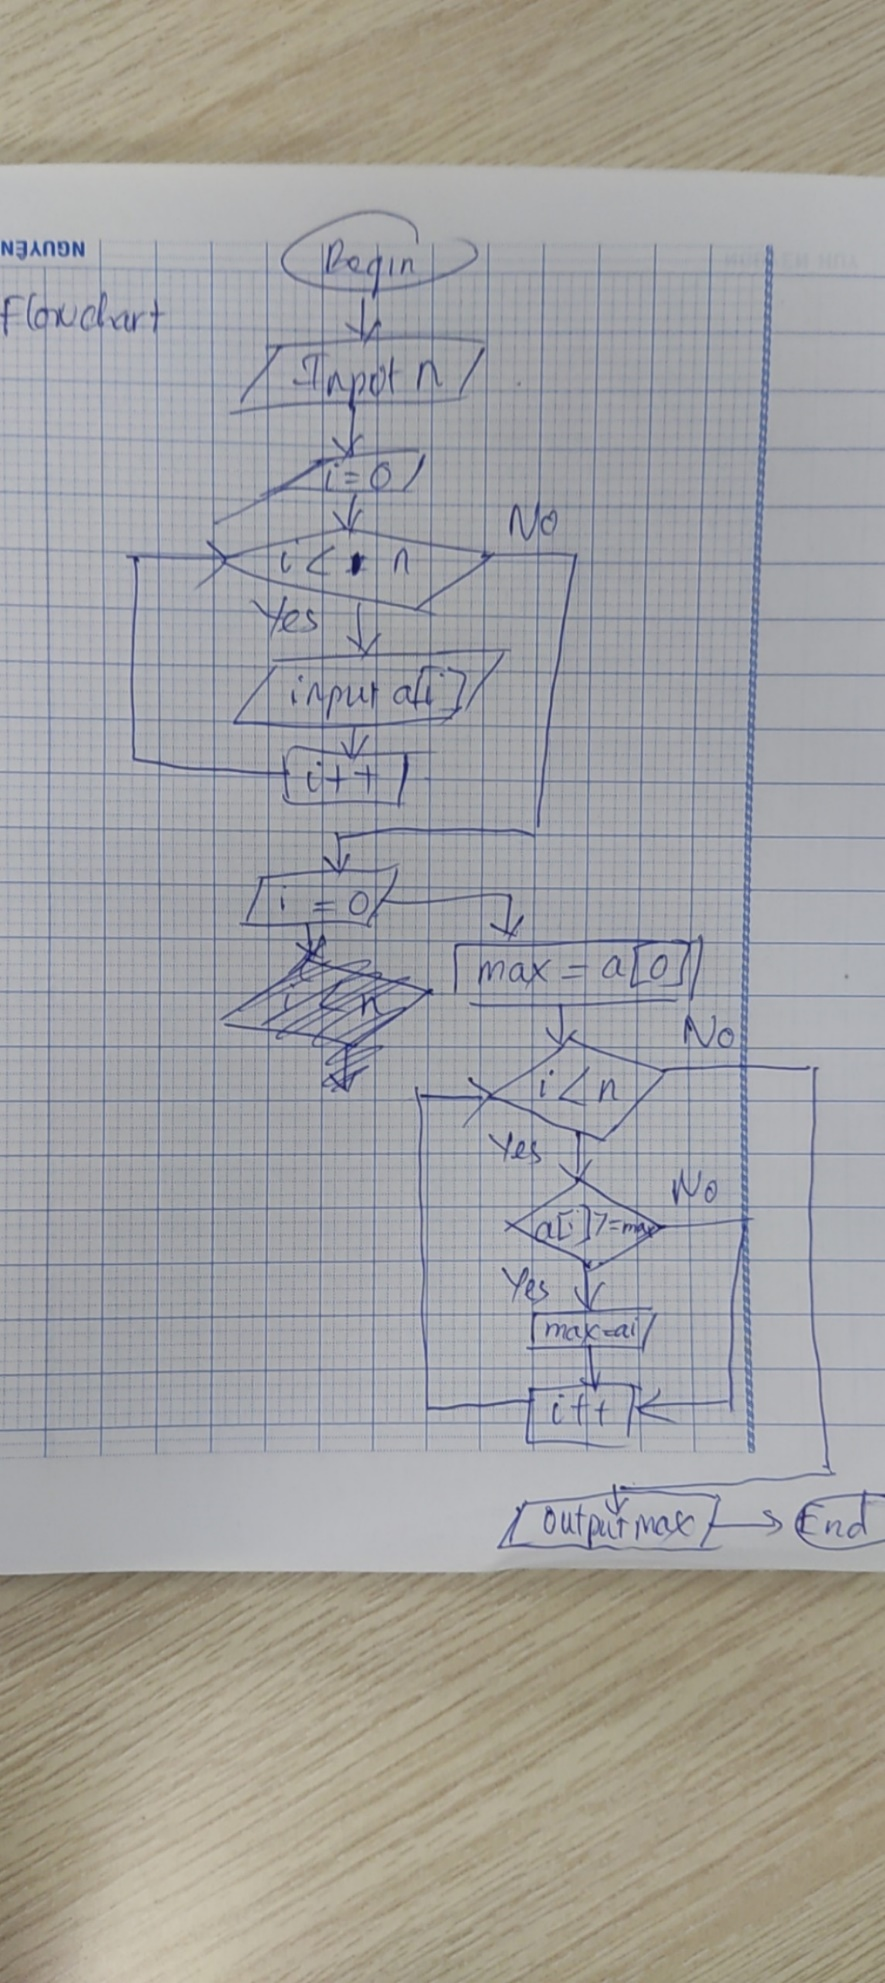 NGUYEN
Flowchart
Begin
Input n
i = 0
i < n
No
Yes
input a[i]
i++
i = 0
max = a[0]
i < n
No
Yes
a[i] >= max
No
Yes
max = ai
i++
output max
End